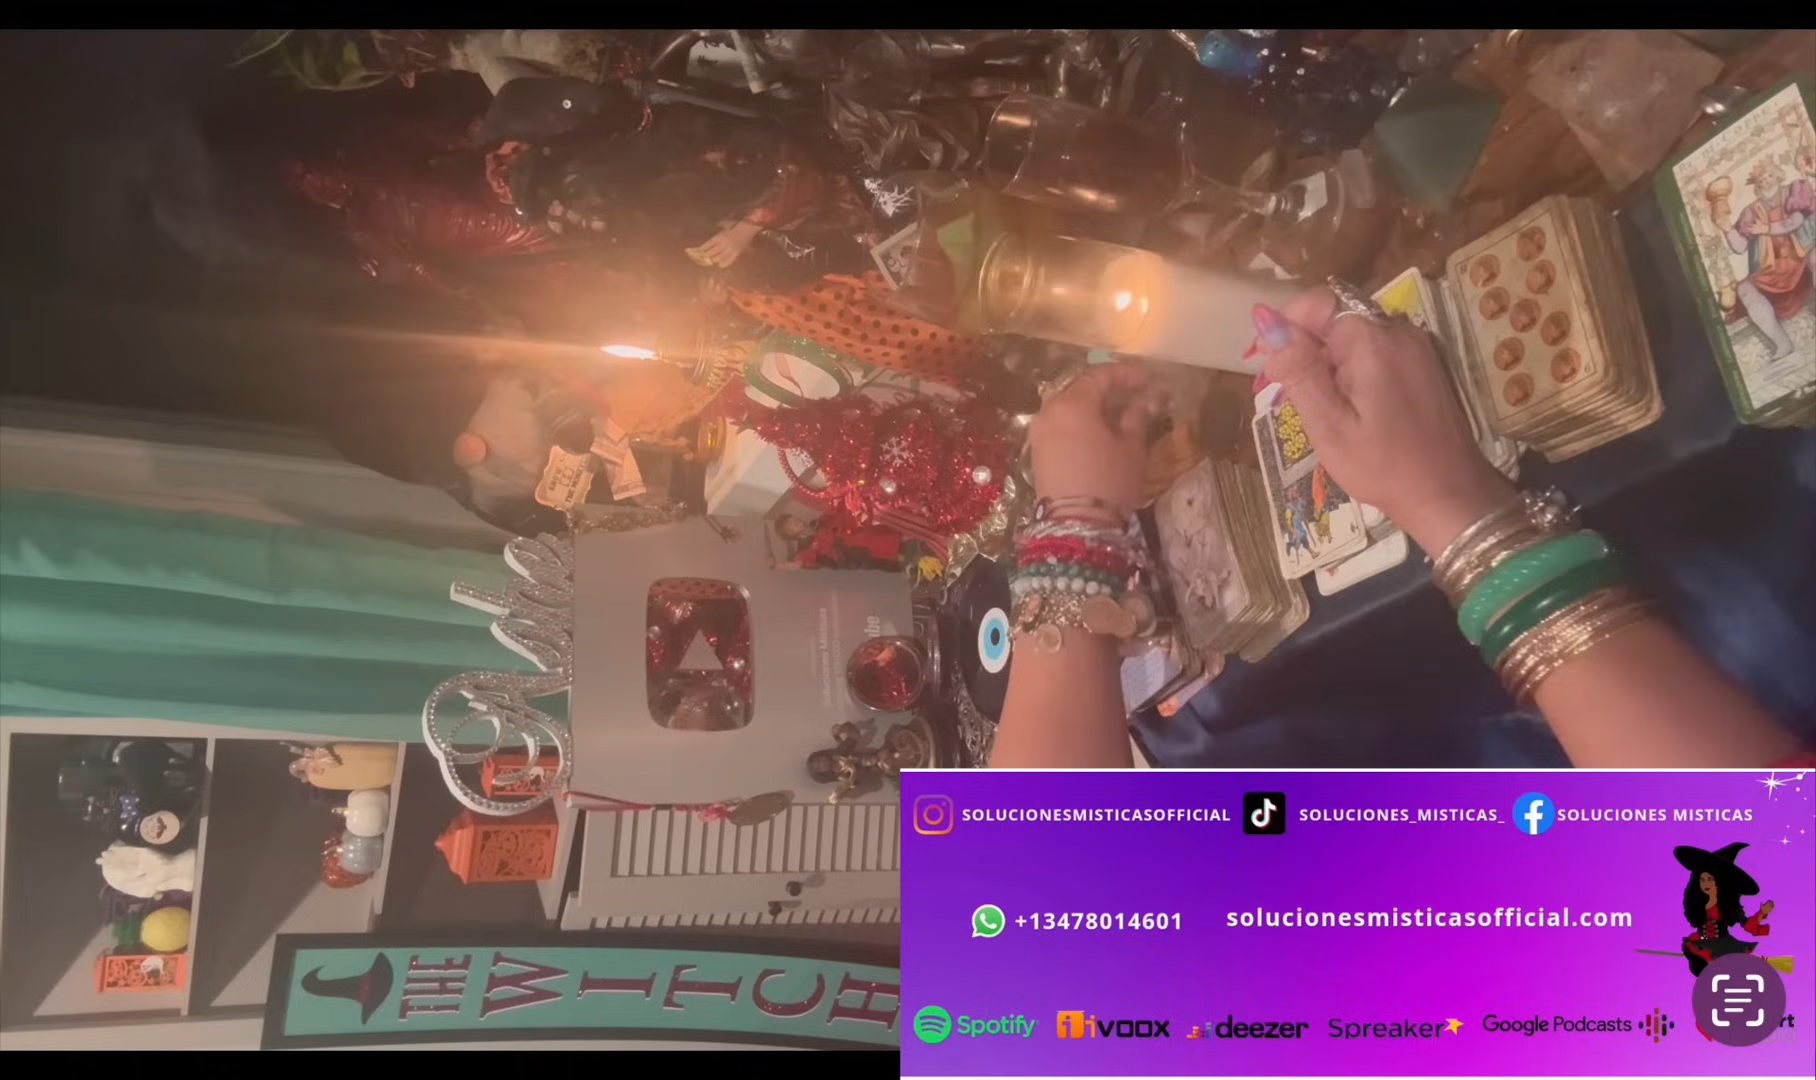 THE
WITCH
SOLUCIONESMISTICASOFFICIAL
SOLUCIONES_MISTICAS_
SOLUCIONES MISTICAS
+13478014601
solucionesmisticasofficial.com
Spotify
ivoox
deezer
Spreaker
Google Podcasts